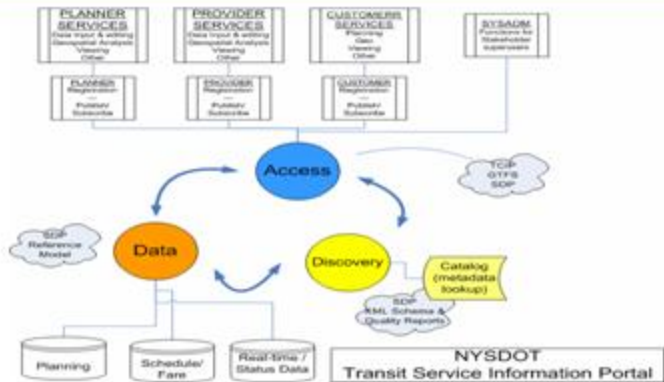 PLANNER
SERVICES
Data Input & editing
Geospatial Analysis
Viewing
Other
PROVIDER
SERVICES
Data Input & editing
Geospatial Analysis
Viewing
Other
CUSTOMERR
SERVICES
Planning
Geo
Viewing
Other
SYSADM
Functions for
Stakeholder
superusers
PLANNER
Registration
---
Publish/
Subscribe
PROVIDER
Registration
---
Publish/
Subscribe
CUSTOMER
Registration
---
Publish/
Subscribe
Access
TCIP
GTFS
SDP
SDP
Reference
Model
Data
Discovery
Catalog
(metadata
lookup)
SDP
XML Schema &
Quality Reports
Planning
Schedule/
Fare
Real-time /
Status Data
NYSDOT
Transit Service Information Portal